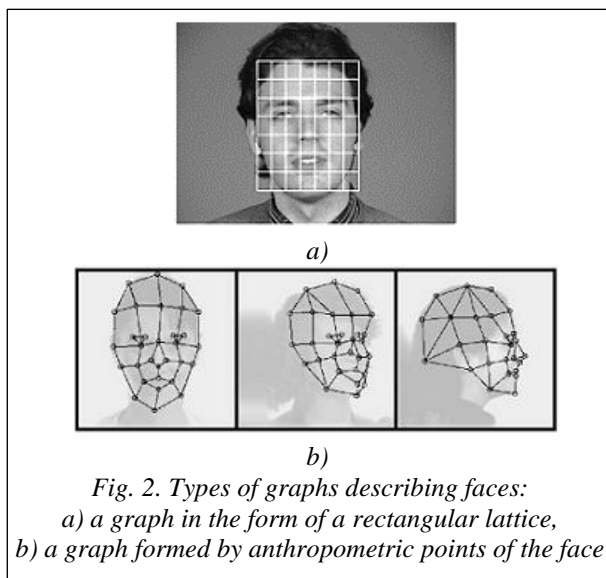 a)
b)
Fig. 2. Types of graphs describing faces:
a) a graph in the form of a rectangular lattice,
b) a graph formed by anthropometric points of the face